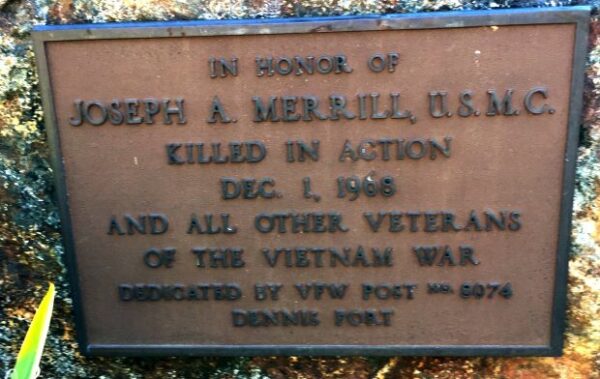 IN HONOR OF
JOSEPH A. MERRILL, U.S.M.C.
KILLED IN ACTION
DEC. 1, 1968
AND ALL OTHER VETERANS
OF THE VIETNAM WAR
DEDICATED BY VFW POST NO. 8074
DENNIS PORT